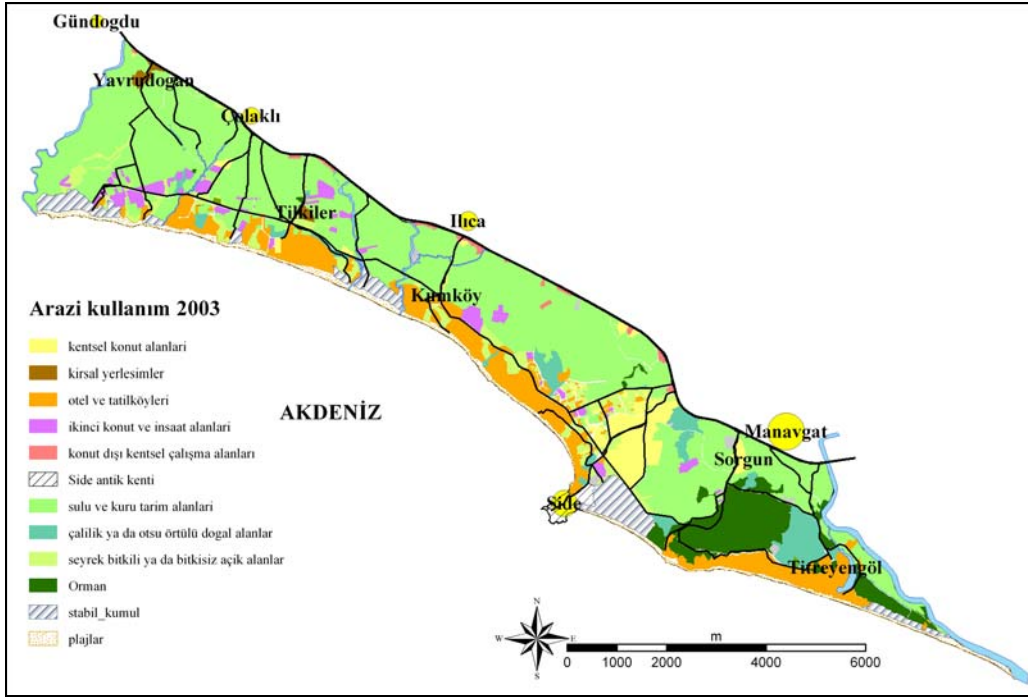 Gündogdu
Yavrudogan
Çolaklı
Tilkiler
Ilıca
Kumköy
Arazi kullanım 2003
kentsel konut alanlari
kirsal yerlesimler
otel ve tatilköyleri
ikinci konut ve insaat alanlari
konut dışı kentsel çalışma alanları
Side antik kenti
sulu ve kuru tarim alanlari
çalilik ya da otsu örtülü dogal alanlar
seyrek bitkili ya da bitkisiz açik alanlar
Orman
stabil_kumul
plajlar
AKDENİZ
Manavgat
Sorgun
Side
Titreyengöl
N
W
E
S
m
0 1000 2000 4000 6000